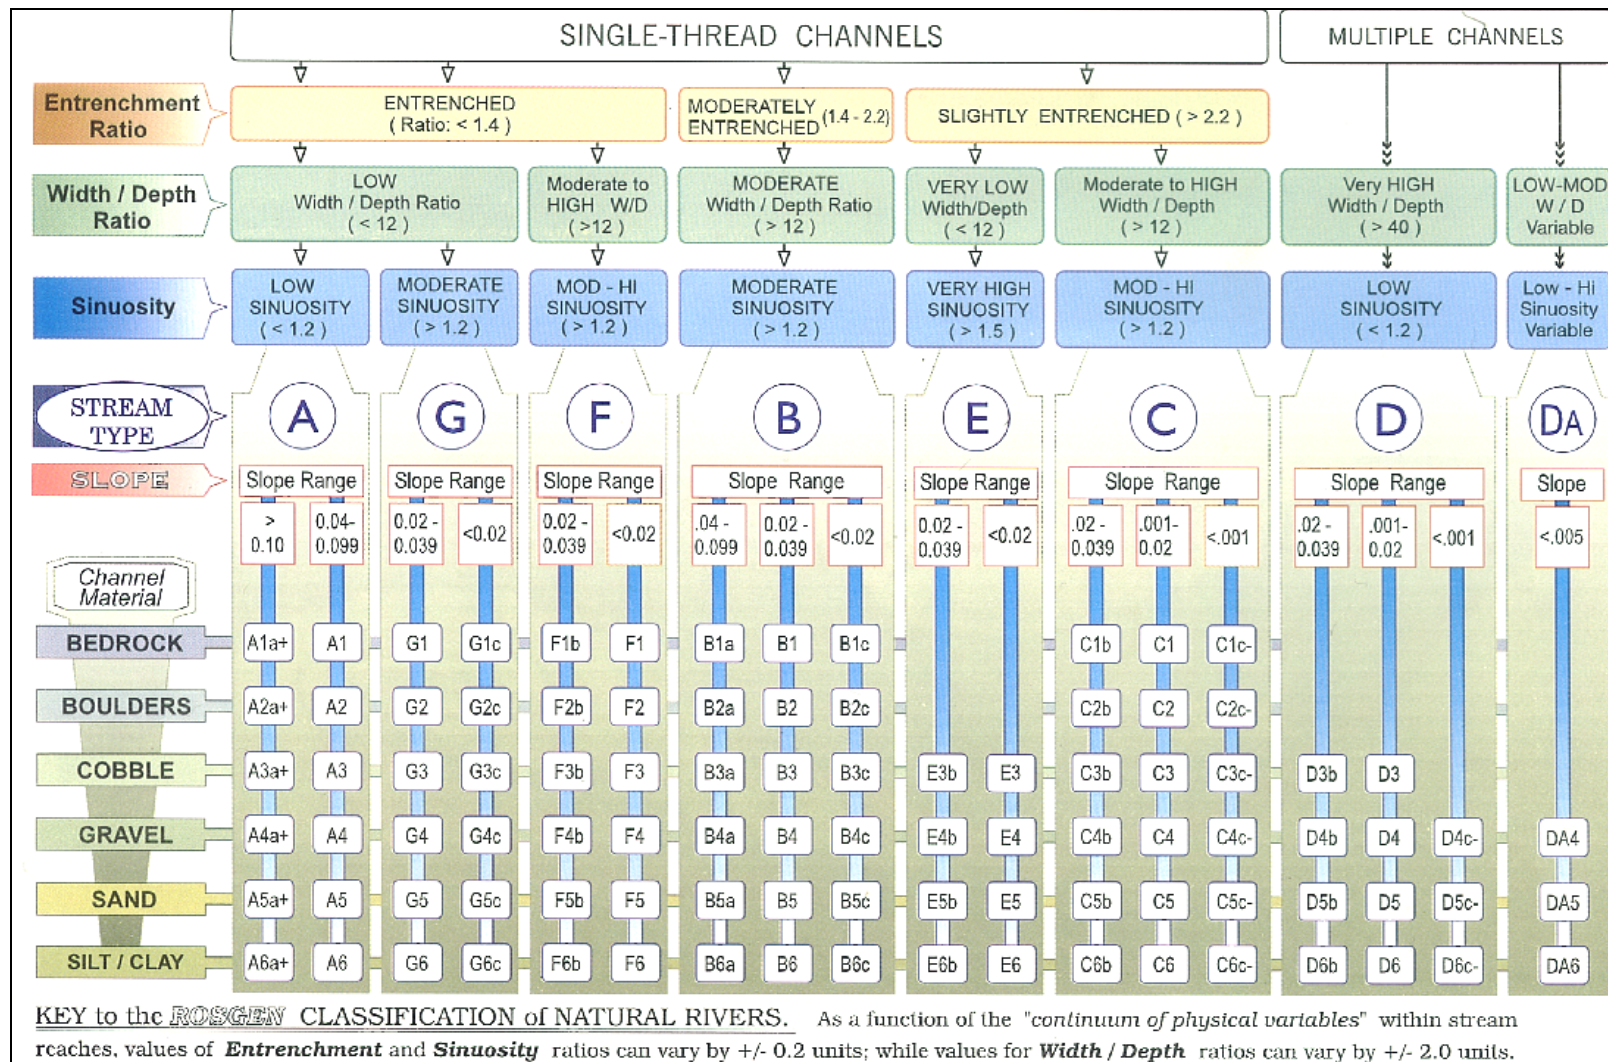 SINGLE-THREAD CHANNELS
MULTIPLE CHANNELS
Entrenchment
Ratio
ENTRENCHED
( Ratio: < 1.4 )
MODERATELY
ENTRENCHED (1.4 - 2.2)
SLIGHTLY ENTRENCHED ( > 2.2 )
Width / Depth
Ratio
LOW
Width / Depth Ratio
( < 12 )
Moderate to
HIGH W/D
( >12 )
MODERATE
Width / Depth Ratio
( > 12 )
VERY LOW
Width/Depth
( < 12 )
Moderate to HIGH
Width / Depth
( > 12 )
Very HIGH
Width / Depth
( > 40 )
LOW-MOD
W / D
Variable
Sinuosity
LOW
SINUOSITY
( < 1.2 )
MODERATE
SINUOSITY
( > 1.2 )
MOD - HI
SINUOSITY
( > 1.2 )
MODERATE
SINUOSITY
( > 1.2 )
VERY HIGH
SINUOSITY
( > 1.5 )
MOD - HI
SINUOSITY
( > 1.2 )
LOW
SINUOSITY
( < 1.2 )
Low - Hi
Sinuosity
Variable
STREAM
TYPE
A G F B E C D DA
SLOPE
Slope Range Slope Range Slope Range Slope Range Slope Range Slope Range Slope Range Slope
>
0.10
0.04-
0.099
0.02 -
0.039
<0.02
0.02 -
0.039
<0.02
.04 -
0.099
0.02 -
0.039
<0.02
0.02 -
0.039
<0.02
.02 -
0.039
.001-
0.02
<.001
.02 -
0.039
.001-
0.02
<.001
<.005
Channel
Material
BEDROCK A1a+ A1 G1 G1c F1b F1 B1a B1 B1c C1b C1 C1c-
BOULDERS A2a+ A2 G2 G2c F2b F2 B2a B2 B2c C2b C2 C2c-
COBBLE A3a+ A3 G3 G3c F3b F3 B3a B3 B3c E3b E3 C3b C3 C3c- D3b D3
GRAVEL A4a+ A4 G4 G4c F4b F4 B4a B4 B4c E4b E4 C4b C4 C4c- D4b D4 D4c- DA4
SAND A5a+ A5 G5 G5c F5b F5 B5a B5 B5c E5b E5 C5b C5 C5c- D5b D5 D5c- DA5
SILT / CLAY A6a+ A6 G6 G6c F6b F6 B6a B6 B6c E6b E6 C6b C6 C6c- D6b D6 D6c- DA6
KEY to the ROSGEN CLASSIFICATION of NATURAL RIVERS. As a function of the "continuum of physical variables" within stream
reaches, values of Entrenchment and Sinuosity ratios can vary by +/- 0.2 units; while values for Width / Depth ratios can vary by +/- 2.0 units.